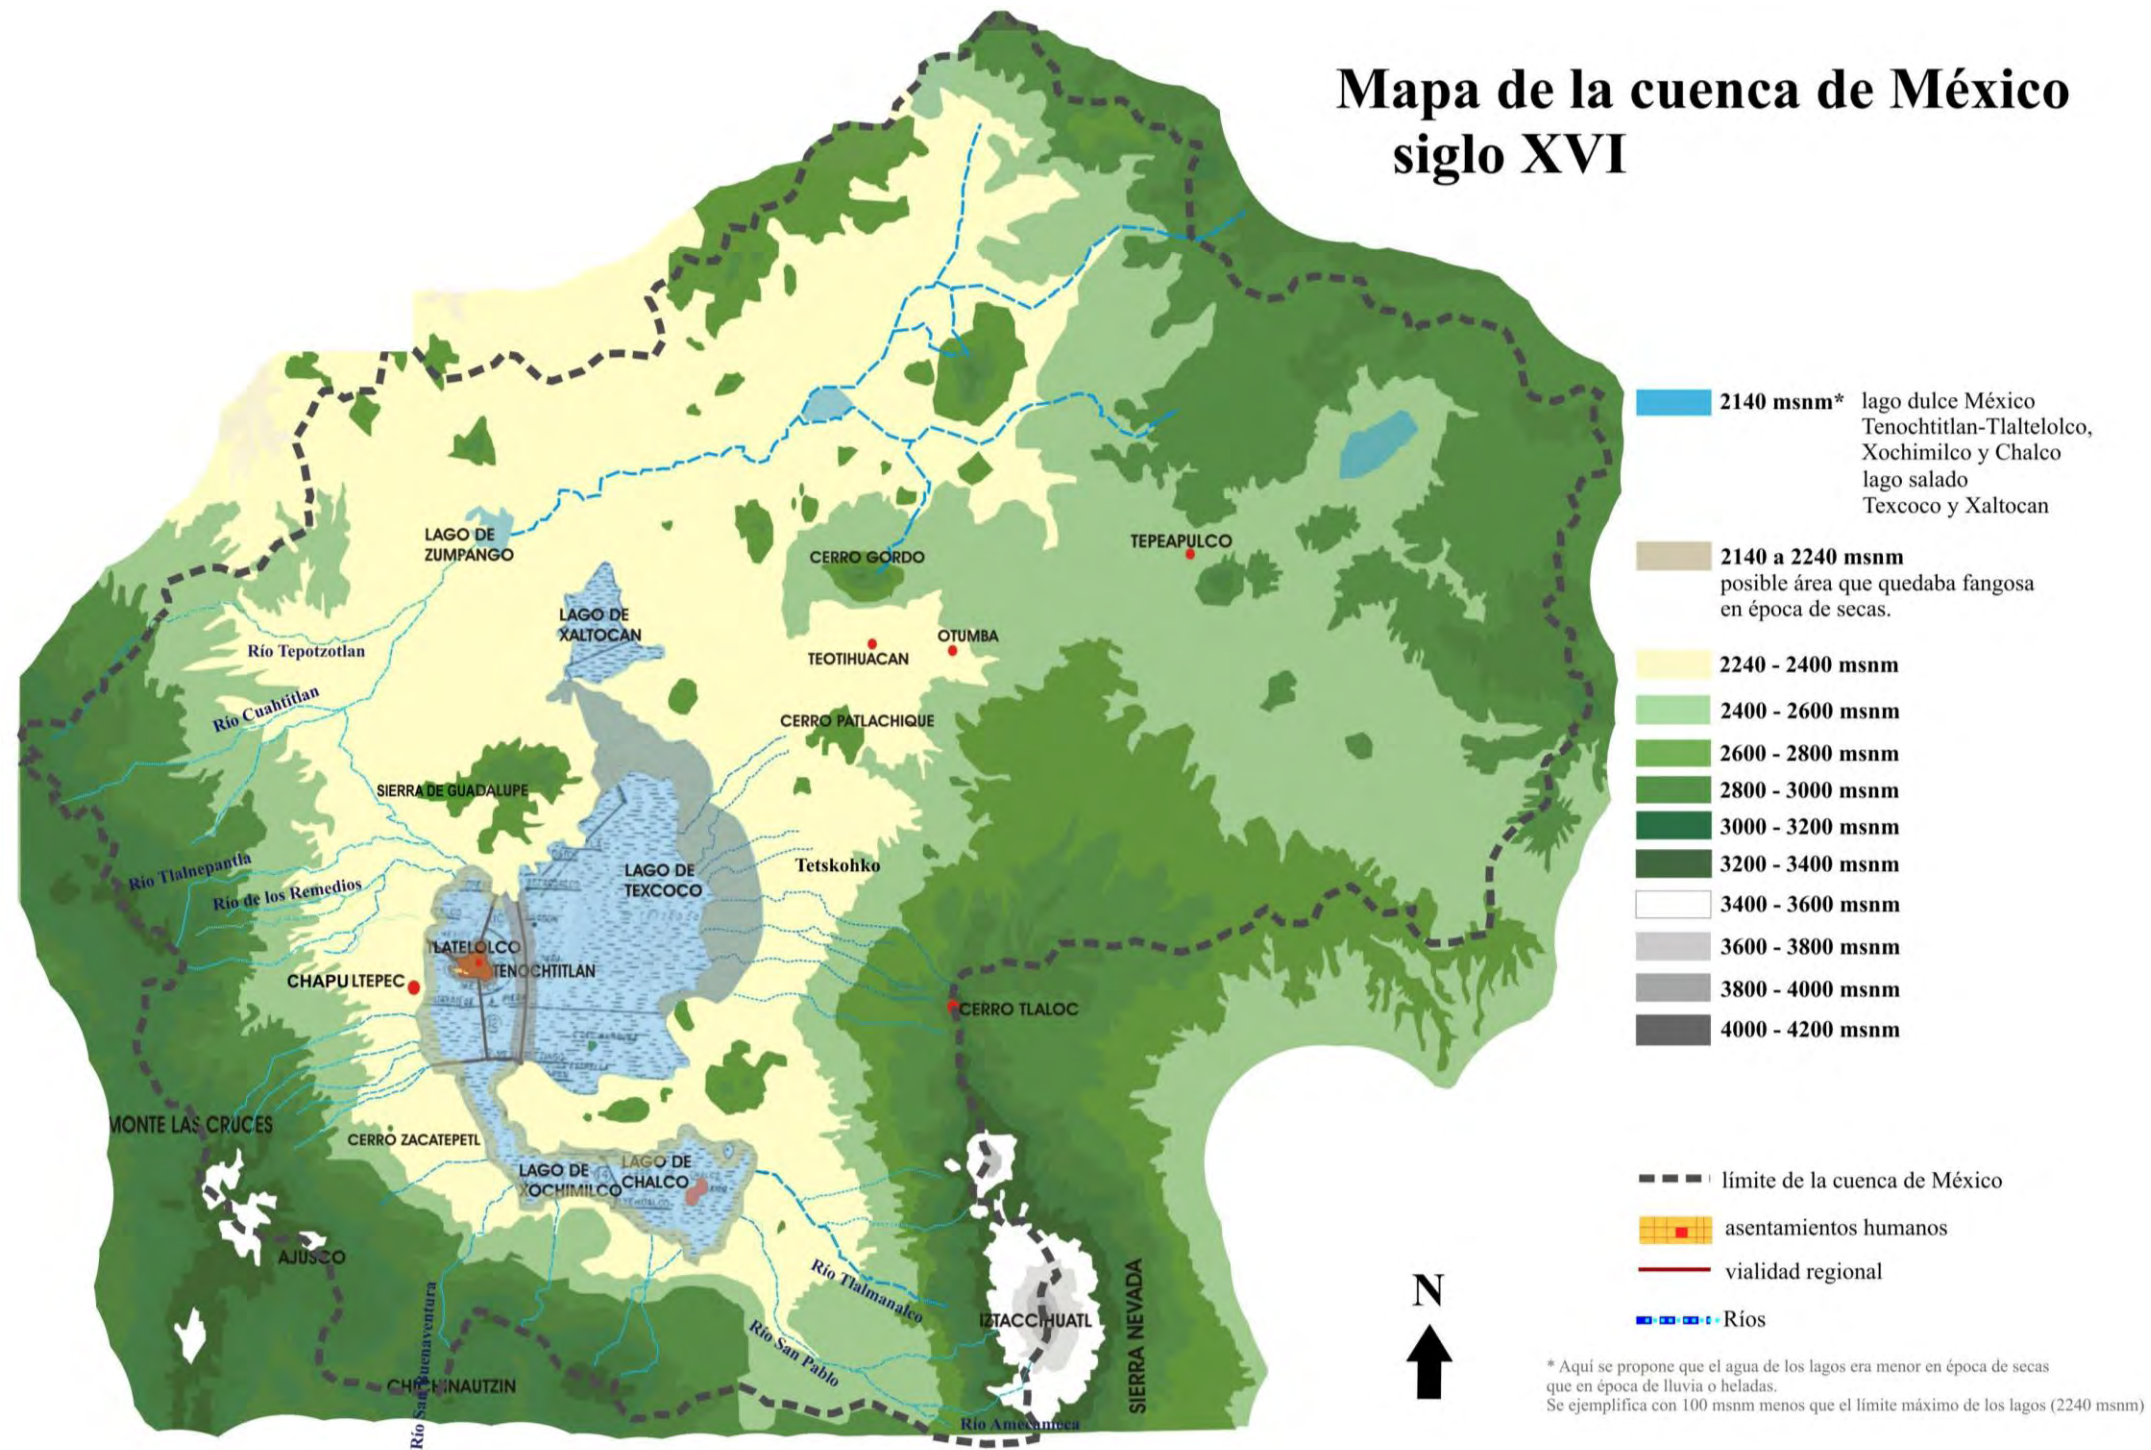 Mapa de la cuenca de México
siglo XVI
2140 msnm*
lago dulce México
Tenochtitlan-Tlaltelolco,
Xochimilco y Chalco
lago salado
Texcoco y Xaltocan
2140 a 2240 msnm
posible área que quedaba fangosa
en época de secas.
2240 - 2400 msnm
2400 - 2600 msnm
2600 - 2800 msnm
2800 - 3000 msnm
3000 - 3200 msnm
3200 - 3400 msnm
3400 - 3600 msnm
3600 - 3800 msnm
3800 - 4000 msnm
4000 - 4200 msnm
límite de la cuenca de México
asentamientos humanos
vialidad regional
Ríos
N
* Aquí se propone que el agua de los lagos era menor en época de secas
que en época de lluvia o heladas.
Se ejemplifica con 100 msnm menos que el límite máximo de los lagos (2240 msnm)
LAGO DE
ZUMPANGO
CERRO GORDO
TEPEAPULCO
LAGO DE
XALTOCAN
OTUMBA
TEOTIHUACAN
Río Tepotzotlan
Río Cuahtitlan
CERRO PATLACHIQUE
SIERRA DE GUADALUPE
Río Tlalnepantla
Río de los Remedios
LAGO DE
TEXCOCO
Tetskohko
TLATELOLCO
TENOCHTITLAN
CHAPULTEPEC
CERRO TLALOC
MONTE LAS CRUCES
CERRO ZACATEPETL
LAGO DE
XOCHIMILCO
LAGO DE
CHALCO
AJUSCO
Río Tlalmanalco
Río San Pablo
IZTACCIHUATL
SIERRA NEVADA
Río San Buenaventura
CHICHINAUTZIN
Río Amecameca